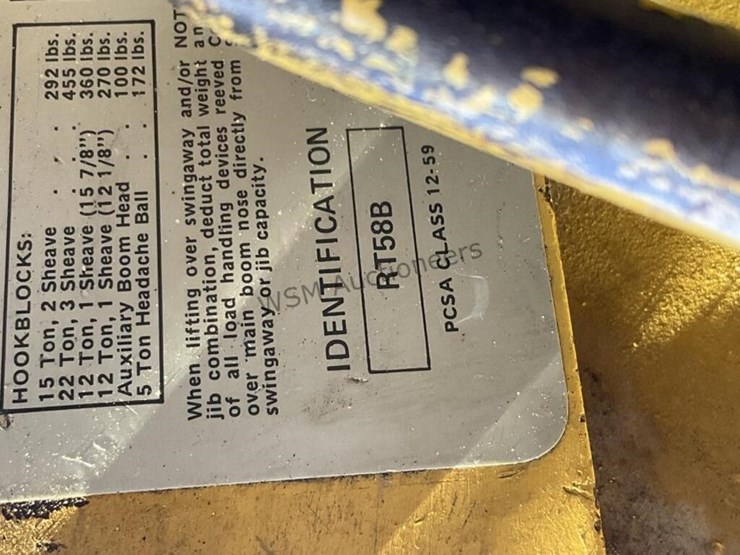 HOOKBLOCKS:
15 Ton, 2 Sheave . . . 292 lbs.
22 Ton, 3 Sheave . . . 455 lbs.
12 Ton, 1 Sheave (15 7/8") 360 lbs.
12 Ton, 1 Sheave (12 1/8") 270 lbs.
Auxiliary Boom Head . . 100 lbs.
5 Ton Headache Ball . . 172 lbs.
When lifting over swingaway and/or
jib combination, deduct total weight
of all load handling devices reeved
over main boom nose directly from
swingaway or jib capacity.
NOT
an
IDENTIFICATION
RT58B
PCSA CLASS 12-59
WSM Auctioneers